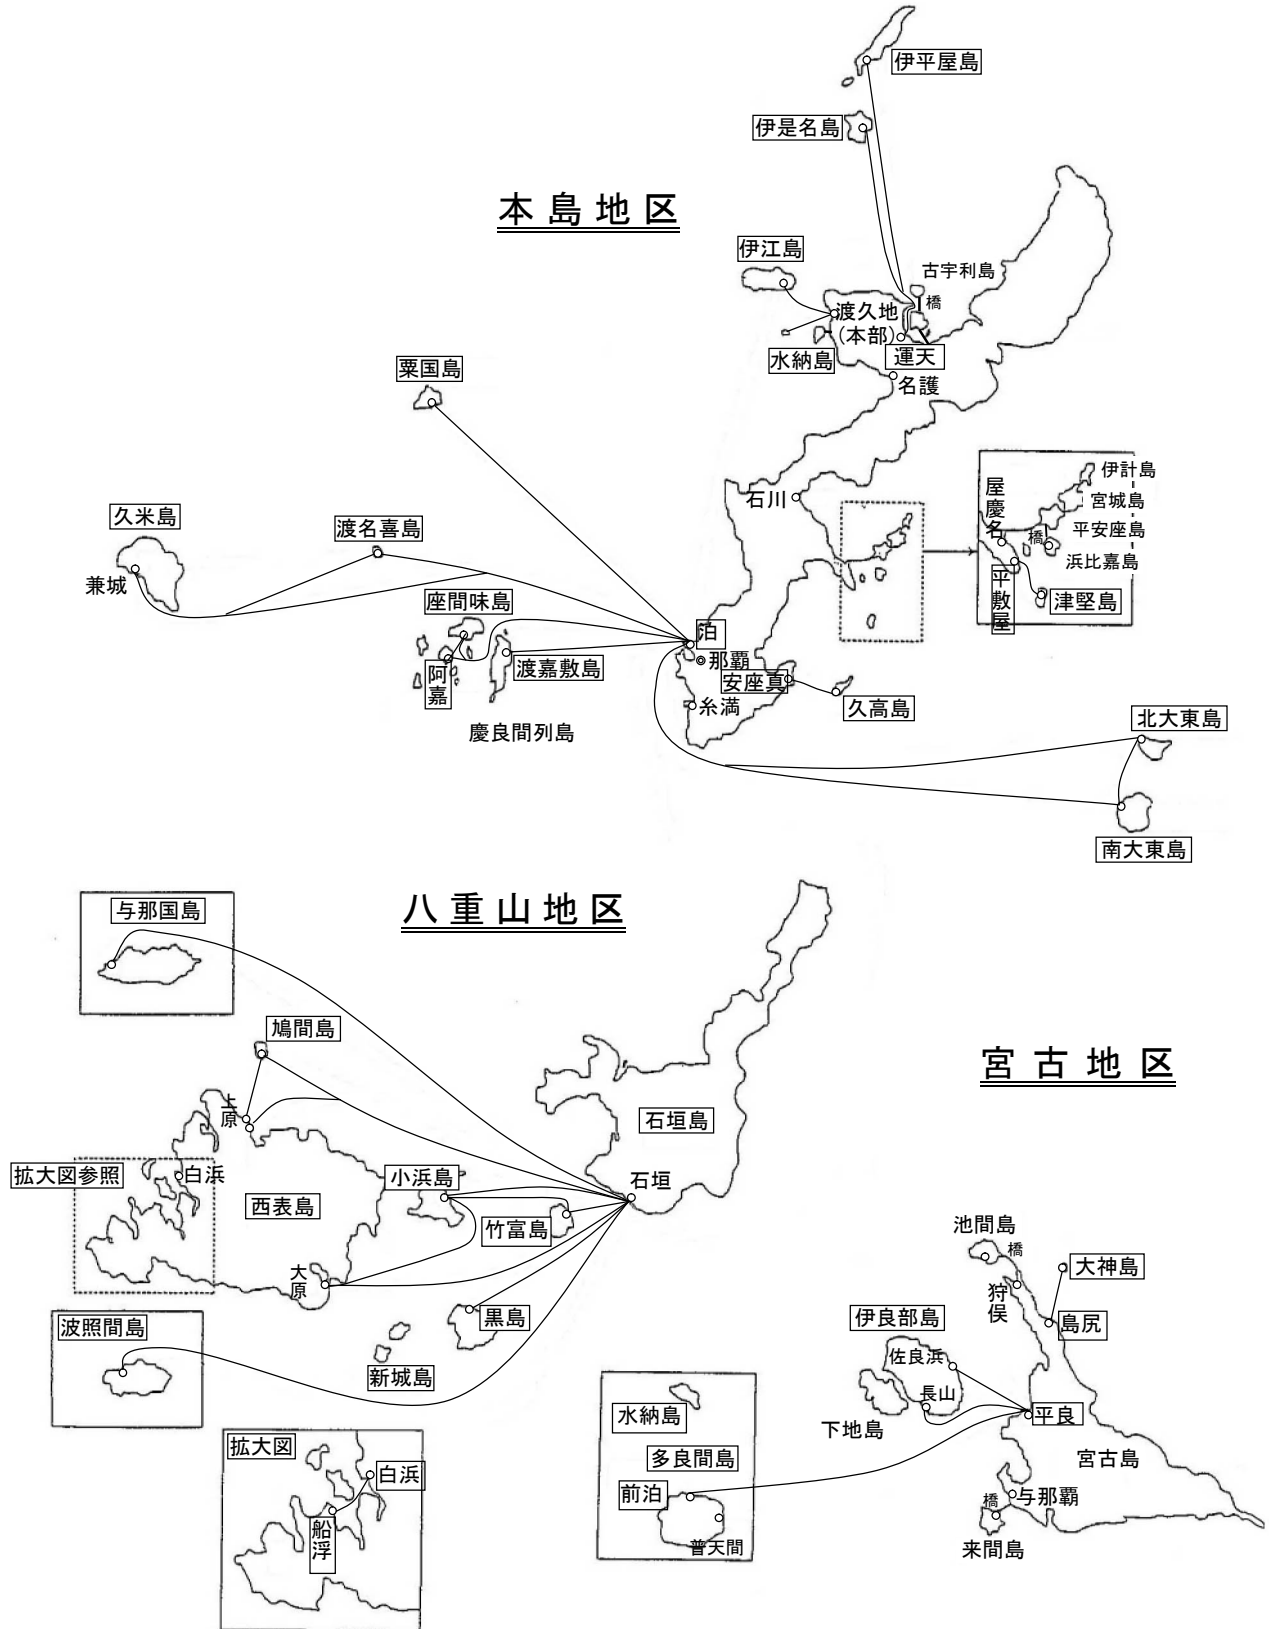 伊平屋島
伊是名島
本島地区
伊江島
古宇利島
橋
渡久地
(本部)
運天
水納島
名護
粟国島
石川
伊計島
宮城島
平安座島
浜比嘉島
屋慶名
橋
平敷屋
津堅島
久米島
兼城
渡名喜島
座間味島
阿嘉
渡嘉敷島
慶良間列島
泊
那覇
安座真
糸満
久高島
北大東島
南大東島
八重山地区
与那国島
鳩間島
上原
石垣島
拡大図参照
白浜
西表島
小浜島
石垣
竹富島
大原
黒島
波照間島
新城島
拡大図
白浜
船浮
宮古地区
池間島
橋
大神島
狩俣
島尻
伊良部島
佐良浜
長山
下地島
平良
宮古島
水納島
多良間島
前泊
普天間
与那覇
橋
来間島